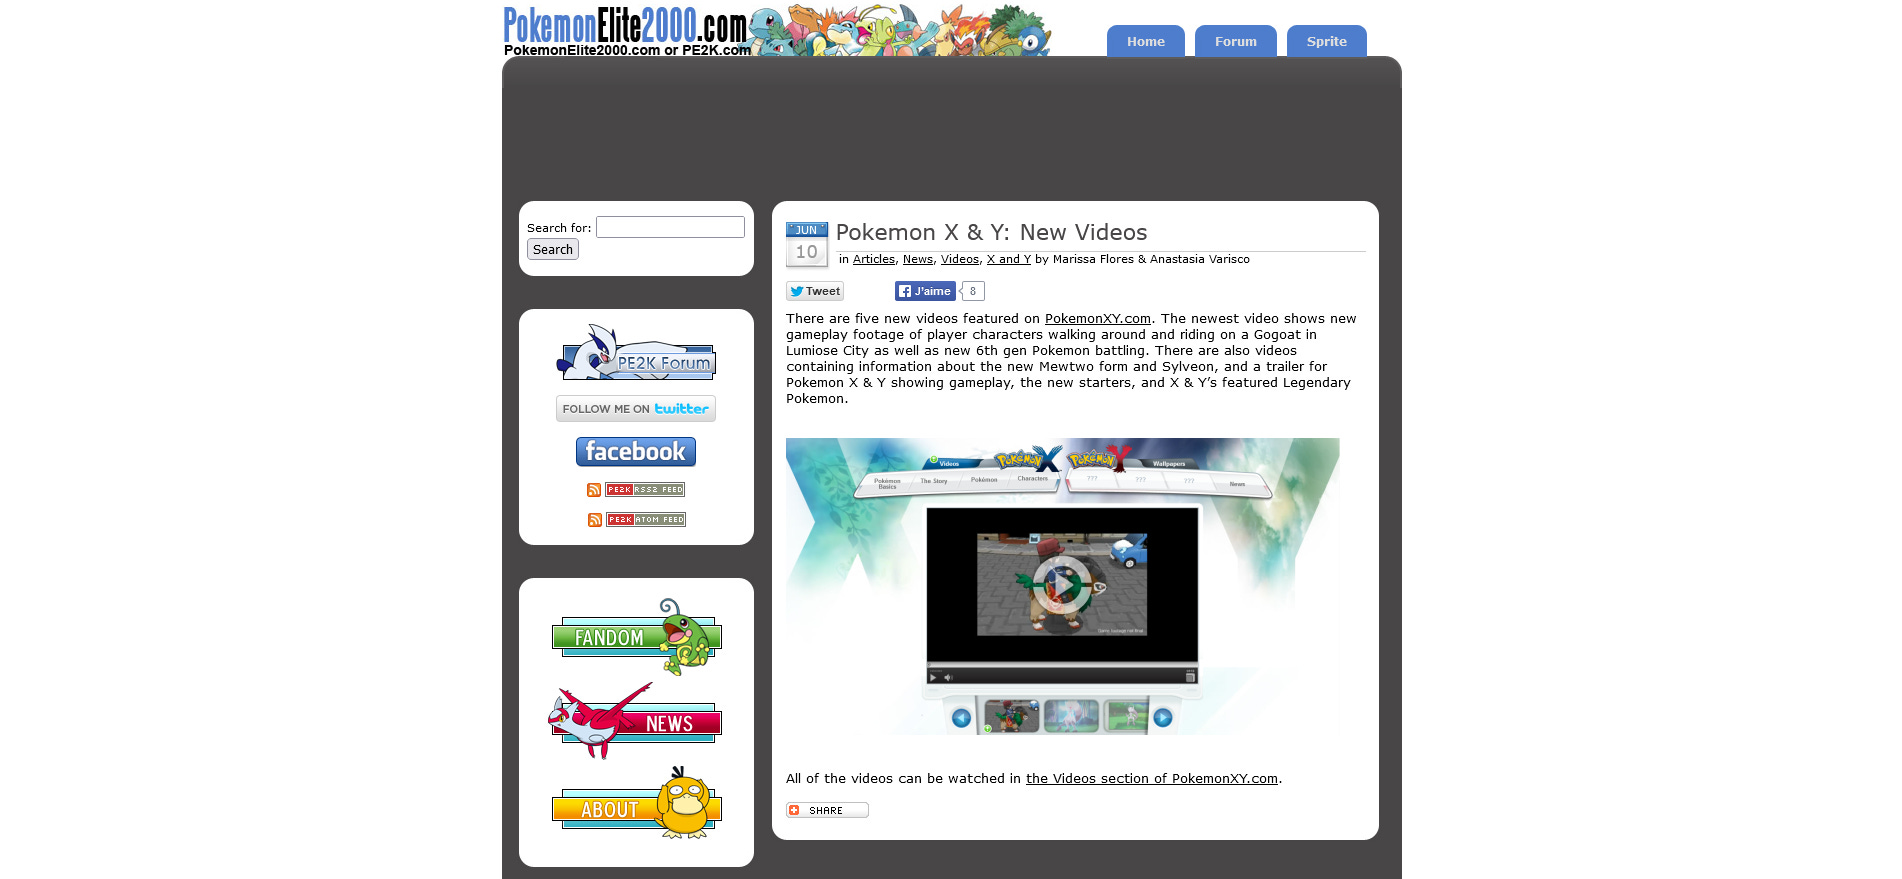 PokemonElite2000.com
PokemonElite2000.com or PE2K.com
Home
Forum
Sprite
Search for:
Search
PE2K Forum
FOLLOW ME ON twitter
facebook
PE2K RSS2 FEED
PE2K ATOM FEED
FANDOM
NEWS
ABOUT
JUN
10
Pokemon X & Y: New Videos
in Articles, News, Videos, X and Y by Marissa Flores & Anastasia Varisco
Tweet
J'aime
8
There are five new videos featured on PokemonXY.com. The newest video shows new
gameplay footage of player characters walking around and riding on a Gogoat in
Lumiose City as well as new 6th gen Pokemon battling. There are also videos
containing information about the new Mewtwo form and Sylveon, and a trailer for
Pokemon X & Y showing gameplay, the new starters, and X & Y’s featured Legendary
Pokemon.
Videos
Pokémon X
Pokémon Y
Wallpapers
Pokémon
Basics
The Story
Pokémon
Characters
???
???
???
News
Game footage not final
All of the videos can be watched in the Videos section of PokemonXY.com.
SHARE